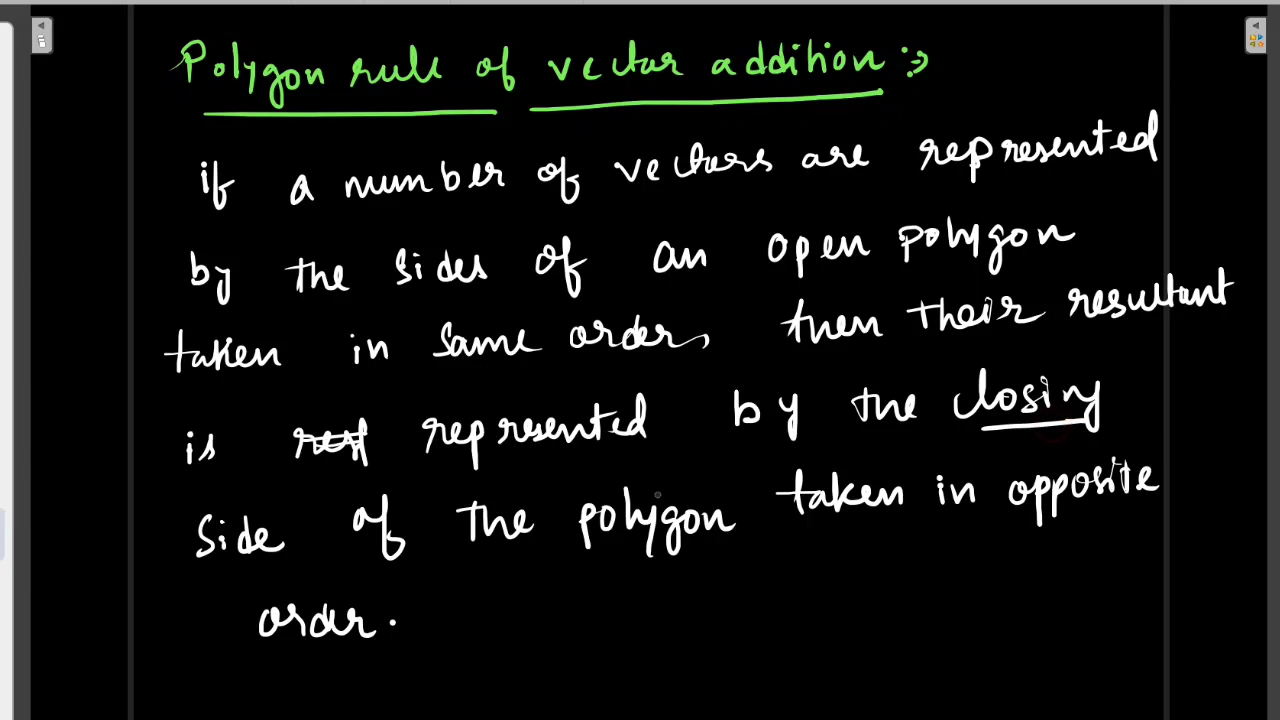 Polygon rule of vector addition :→
if a number of vectors are represented
by the sides of an open polygon
taken in same order, then their resultant
is represented by the closing
side of the polygon taken in opposite
order.